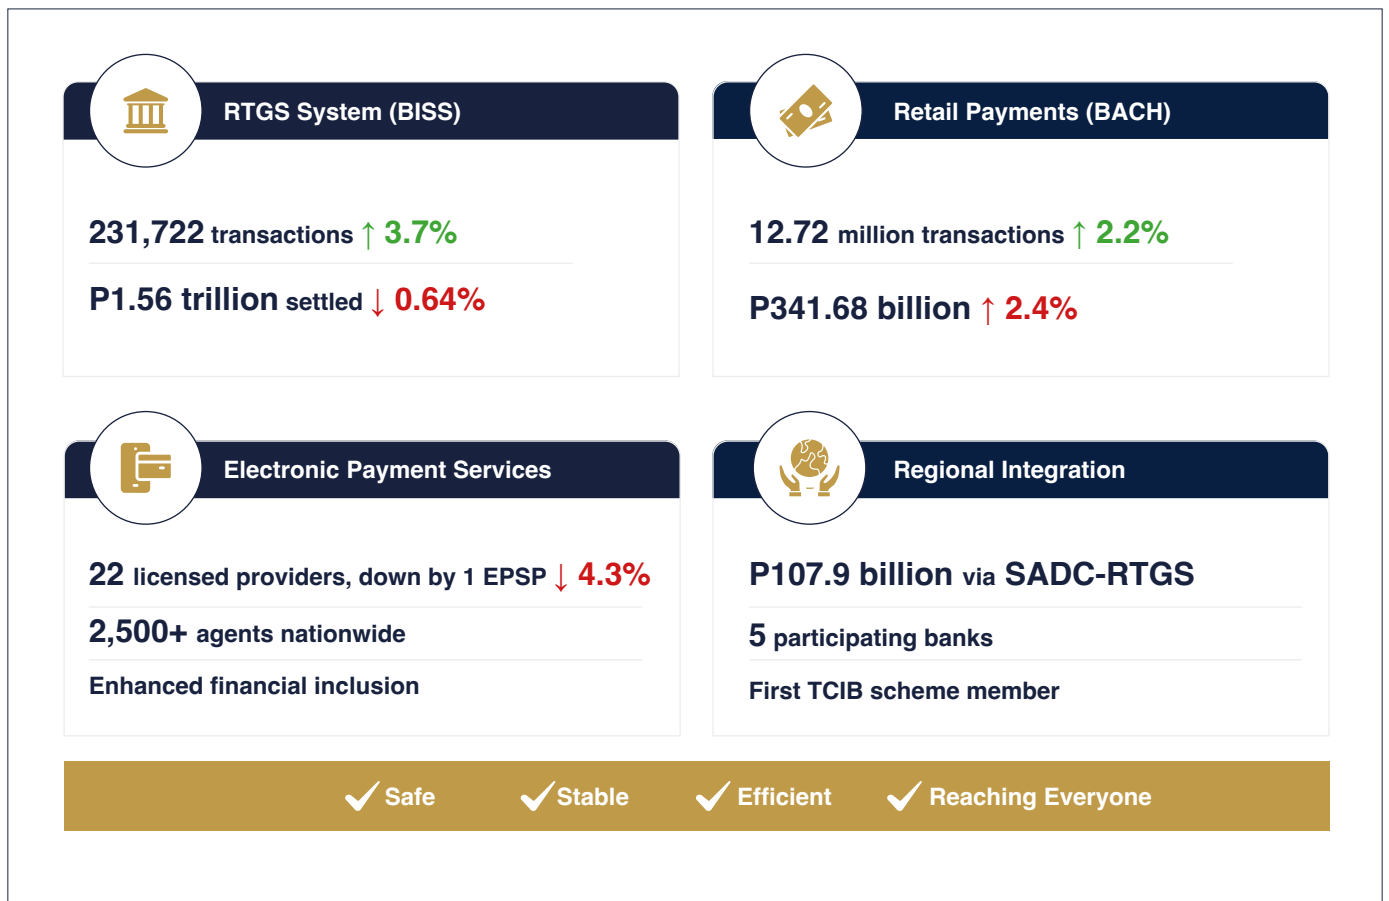 RTGS System (BISS)
231,722 transactions ↑ 3.7%
P1.56 trillion settled ↓ 0.64%
Retail Payments (BACH)
12.72 million transactions ↑ 2.2%
P341.68 billion ↑ 2.4%
Electronic Payment Services
22 licensed providers, down by 1 EPSP ↓ 4.3%
2,500+ agents nationwide
Enhanced financial inclusion
Regional Integration
P107.9 billion via SADC-RTGS
5 participating banks
First TCIB scheme member
✓ Safe ✓ Stable ✓ Efficient ✓ Reaching Everyone